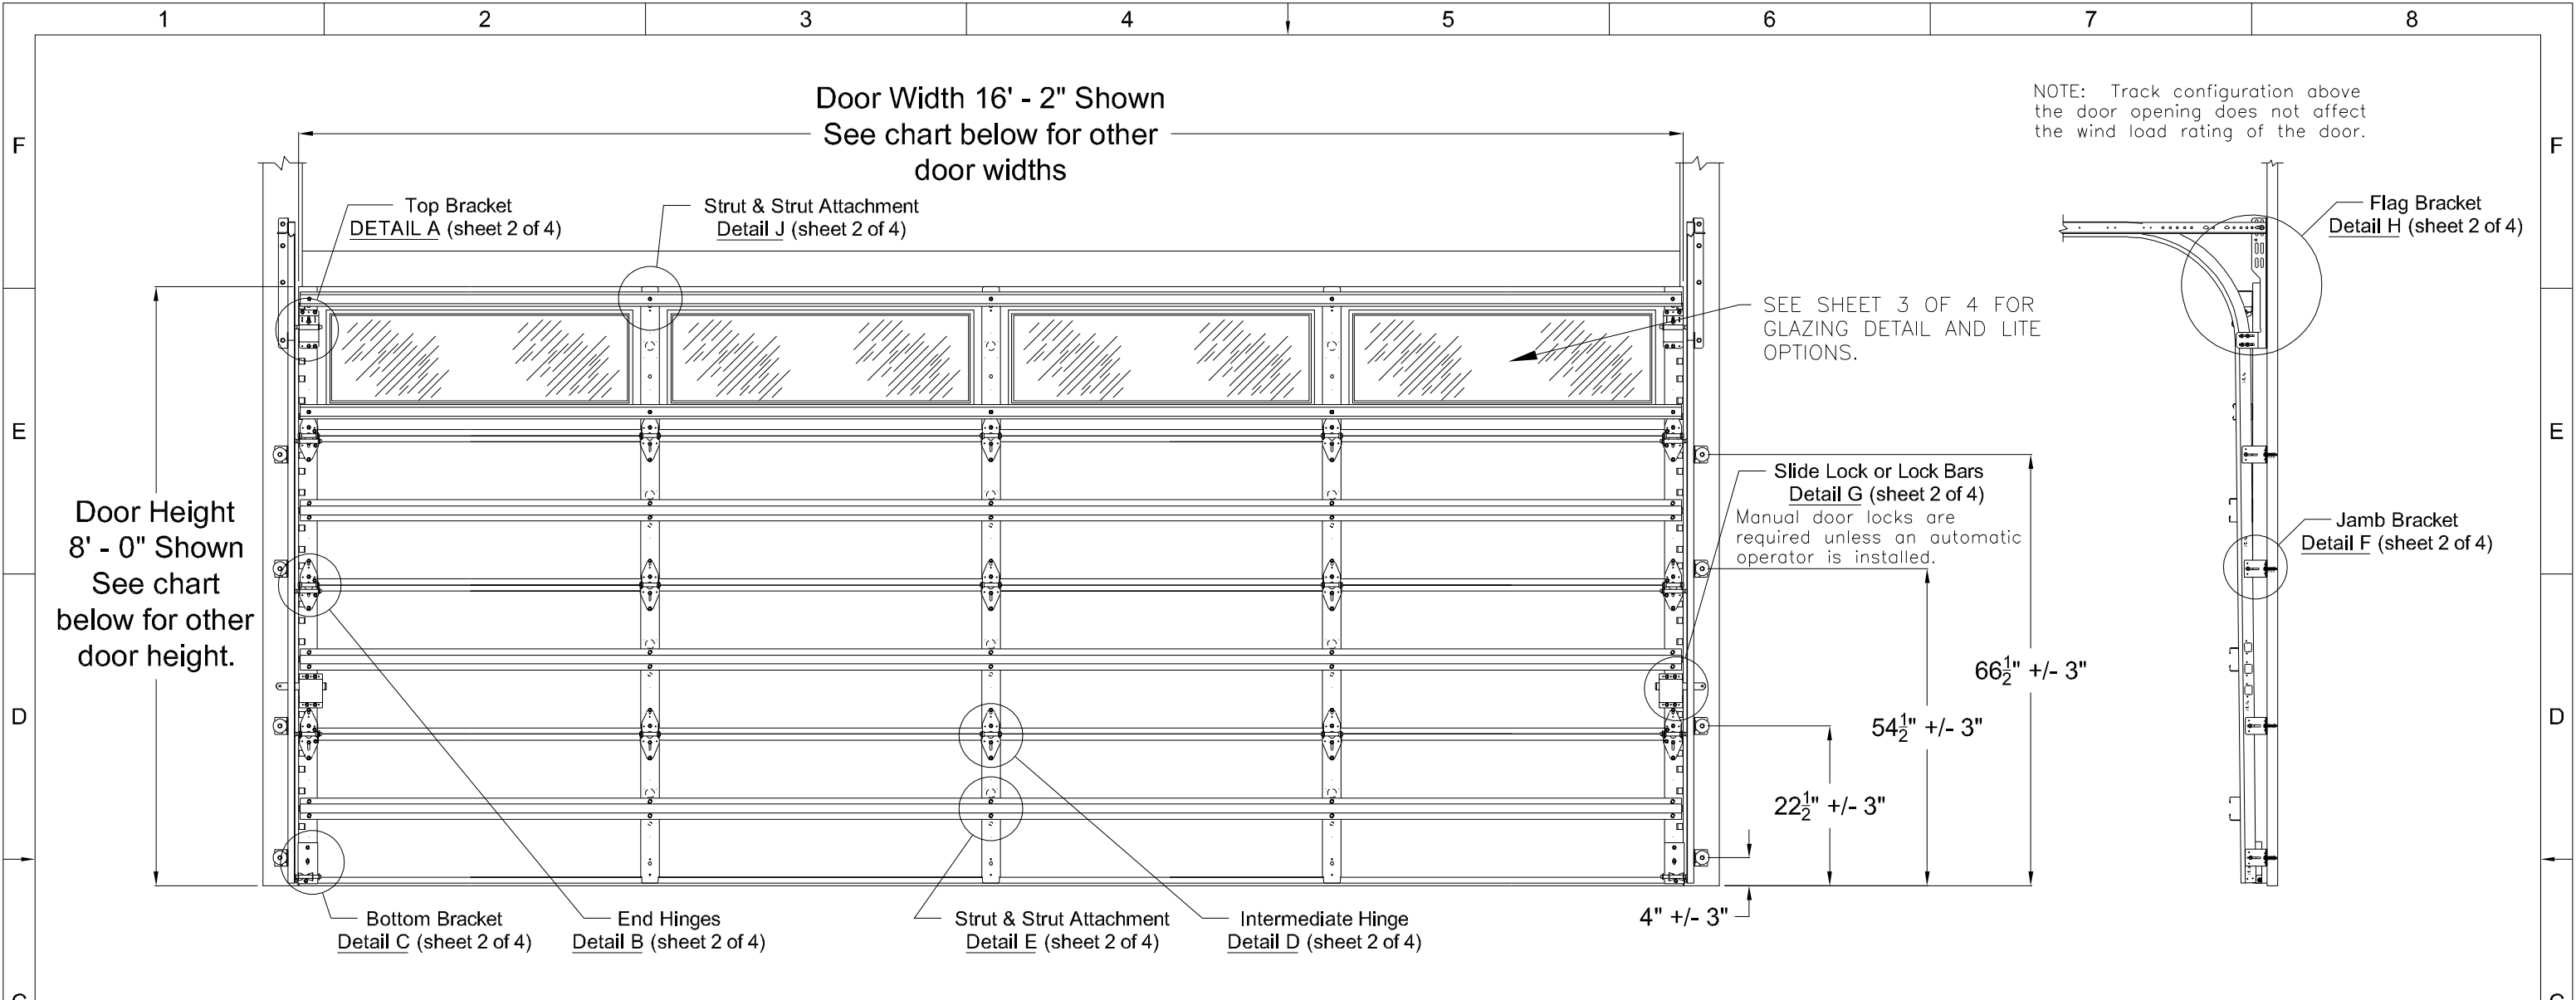 1 2 3 4 5 6 7 8
Door Width 16' - 2" Shown
See chart below for other
door widths
NOTE: Track configuration above
the door opening does not affect
the wind load rating of the door.
F
F
Top Bracket
DETAIL A (sheet 2 of 4)
Strut & Strut Attachment
Detail J (sheet 2 of 4)
Flag Bracket
Detail H (sheet 2 of 4)
SEE SHEET 3 OF 4 FOR
GLAZING DETAIL AND LITE
OPTIONS.
E
E
Slide Lock or Lock Bars
Detail G (sheet 2 of 4)
Manual door locks are
required unless an automatic
operator is installed.
Door Height
8' - 0" Shown
See chart
below for other
door height.
Jamb Bracket
Detail F (sheet 2 of 4)
66 1/2" +/- 3"
D
D
54 1/2" +/- 3"
22 1/2" +/- 3"
4" +/- 3"
Bottom Bracket
Detail C (sheet 2 of 4)
End Hinges
Detail B (sheet 2 of 4)
Strut & Strut Attachment
Detail E (sheet 2 of 4)
Intermediate Hinge
Detail D (sheet 2 of 4)